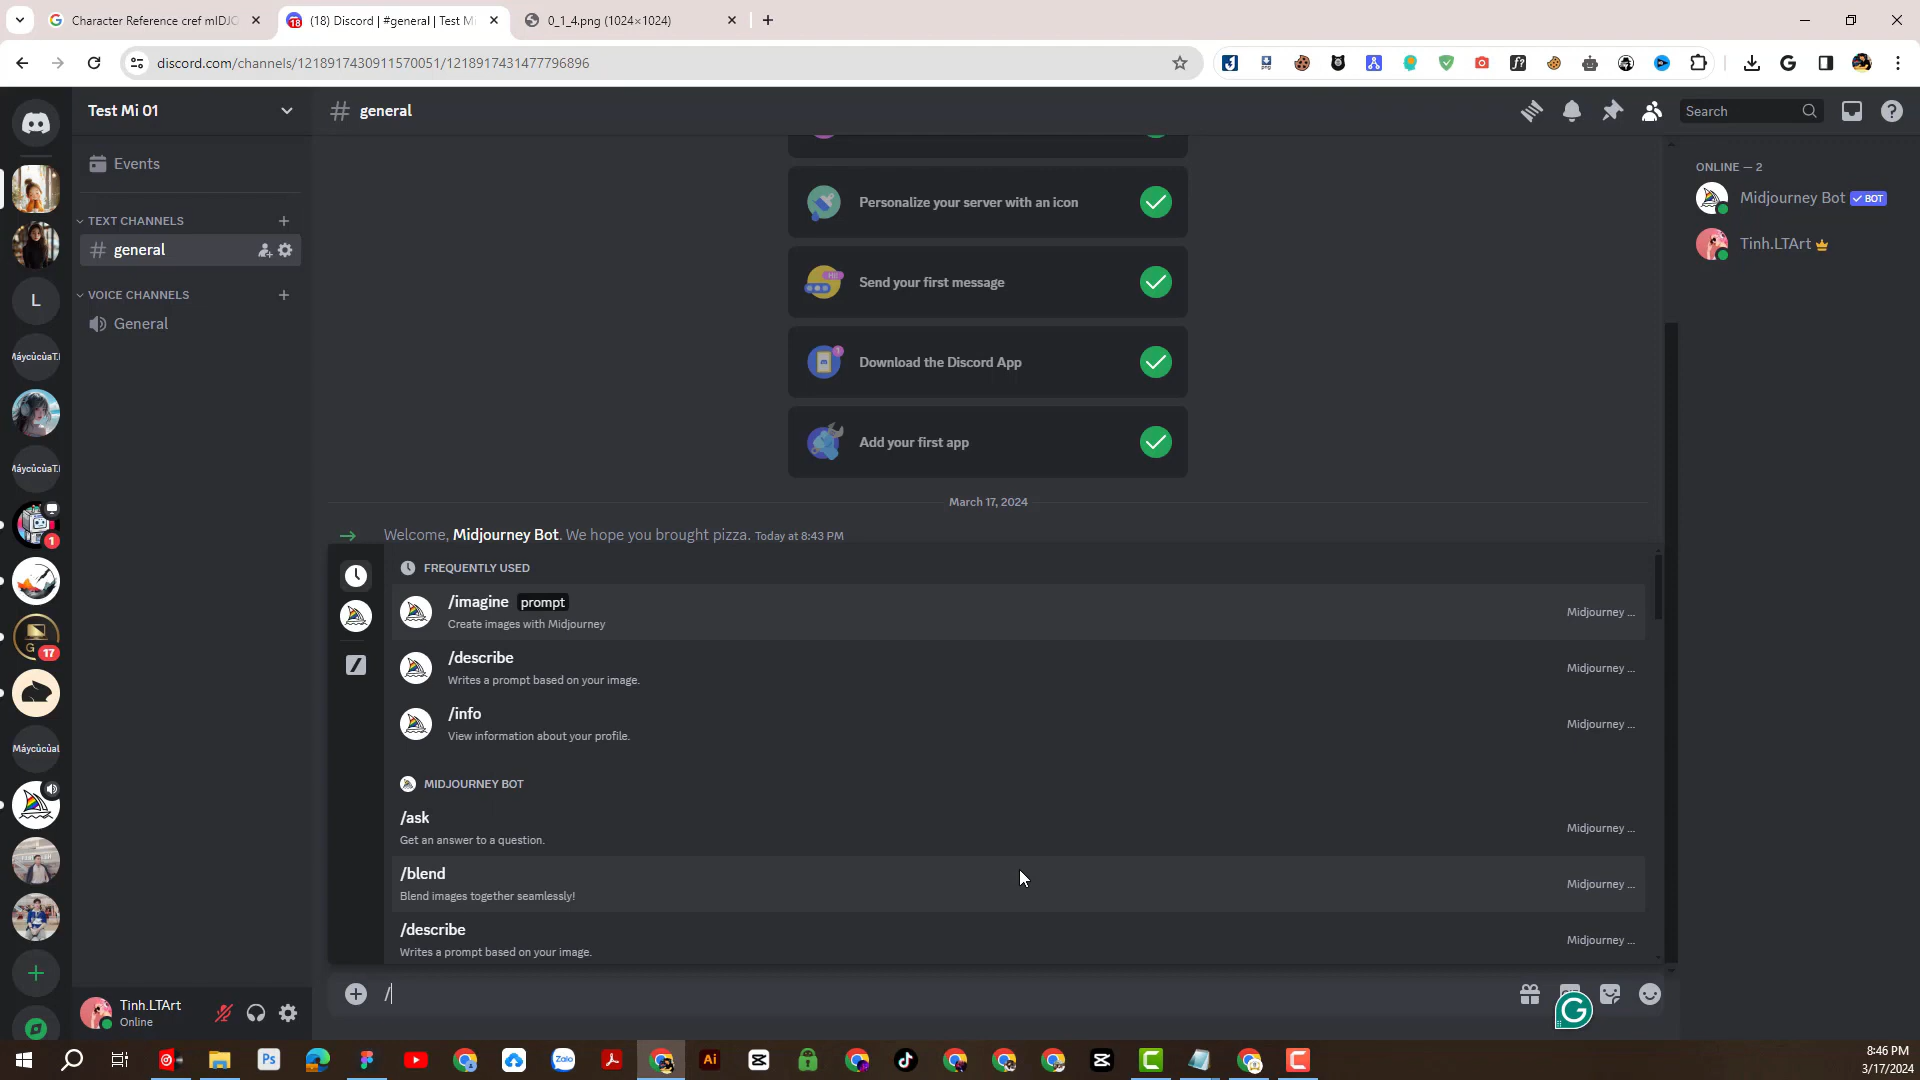 Character Reference cref mIDJO
(18) Discord | #general | Test Mi
0_1_4.png (1024×1024)
discord.com/channels/1218917430911570051/1218917431477796896
Test Mi 01
general
Search
Events
TEXT CHANNELS
general
VOICE CHANNELS
General
L
1
G
17
Personalize your server with an icon
Send your first message
Download the Discord App
Add your first app
March 17, 2024
Welcome, Midjourney Bot. We hope you brought pizza. Today at 8:43 PM
FREQUENTLY USED
/imagine prompt
Create images with Midjourney
Midjourney ...
/describe
Writes a prompt based on your image.
Midjourney ...
/info
View information about your profile.
Midjourney ...
MIDJOURNEY BOT
/ask
Get an answer to a question.
Midjourney ...
/blend
Blend images together seamlessly!
Midjourney ...
/describe
Writes a prompt based on your image.
Midjourney ...
/
ONLINE — 2
Midjourney Bot BOT
Tinh.LTArt
Tinh.LTArt
Online
8:46 PM
3/17/2024